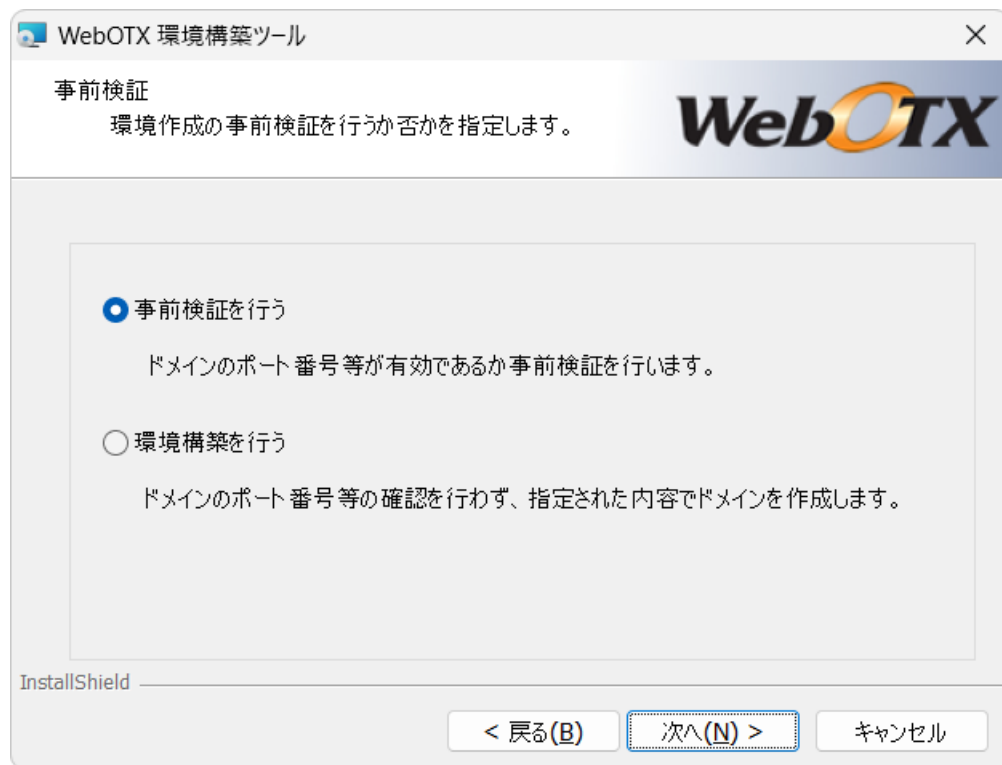 WebOTX 環境構築ツール
事前検証
環境作成の事前検証を行うか否かを指定します。
WebOTX
事前検証を行う
ドメインのポート番号等が有効であるか事前検証を行います。
環境構築を行う
ドメインのポート番号等の確認を行わず、指定された内容でドメインを作成します。
InstallShield
< 戻る(B)
次へ(N) >
キャンセル